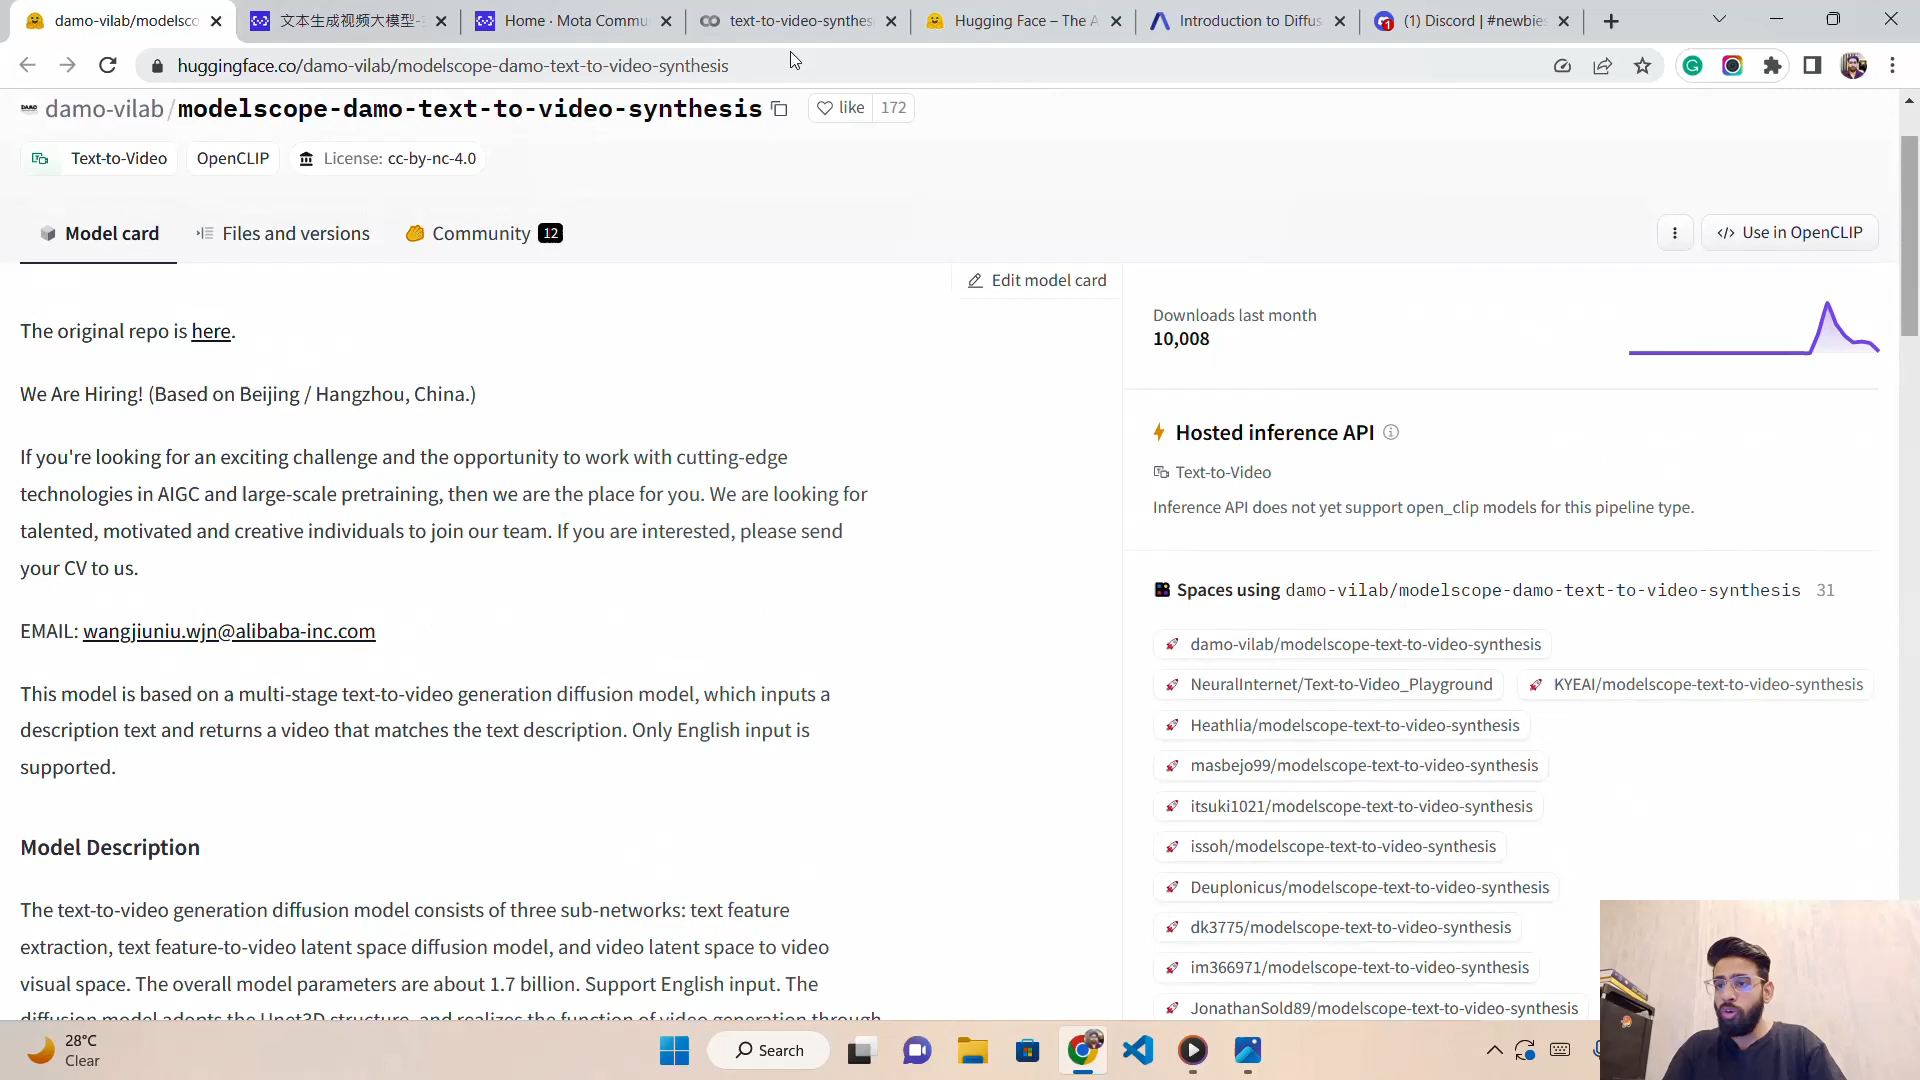 damo-vilab/modelsco
文本生成视频大模型-
Home · Mota Commu
text-to-video-synthes
Hugging Face – The A
Introduction to Diffus
(1) Discord | #newbies
huggingface.co/damo-vilab/modelscope-damo-text-to-video-synthesis
damo-vilab/modelscope-damo-text-to-video-synthesis
like 172
Text-to-Video
OpenCLIP
License: cc-by-nc-4.0
Model card
Files and versions
Community 12
Use in OpenCLIP
Edit model card
The original repo is here.
We Are Hiring! (Based on Beijing / Hangzhou, China.)
If you're looking for an exciting challenge and the opportunity to work with cutting-edge
technologies in AIGC and large-scale pretraining, then we are the place for you. We are looking for
talented, motivated and creative individuals to join our team. If you are interested, please send
your CV to us.
EMAIL: wangjiuniu.wjn@alibaba-inc.com
This model is based on a multi-stage text-to-video generation diffusion model, which inputs a
description text and returns a video that matches the text description. Only English input is
supported.
Model Description
The text-to-video generation diffusion model consists of three sub-networks: text feature
extraction, text feature-to-video latent space diffusion model, and video latent space to video
visual space. The overall model parameters are about 1.7 billion. Support English input. The
diffusion model adopts the Unet3D structure, and realizes the function of video generation through
Downloads last month
10,008
Hosted inference API
Text-to-Video
Inference API does not yet support open_clip models for this pipeline type.
Spaces using damo-vilab/modelscope-damo-text-to-video-synthesis 31
damo-vilab/modelscope-text-to-video-synthesis
NeuralInternet/Text-to-Video_Playground
KYEAI/modelscope-text-to-video-synthesis
Heathlia/modelscope-text-to-video-synthesis
masbejo99/modelscope-text-to-video-synthesis
itsuki1021/modelscope-text-to-video-synthesis
issoh/modelscope-text-to-video-synthesis
Deuplonicus/modelscope-text-to-video-synthesis
dk3775/modelscope-text-to-video-synthesis
im366971/modelscope-text-to-video-synthesis
JonathanSold89/modelscope-text-to-video-synthesis
28°C
Clear
Search